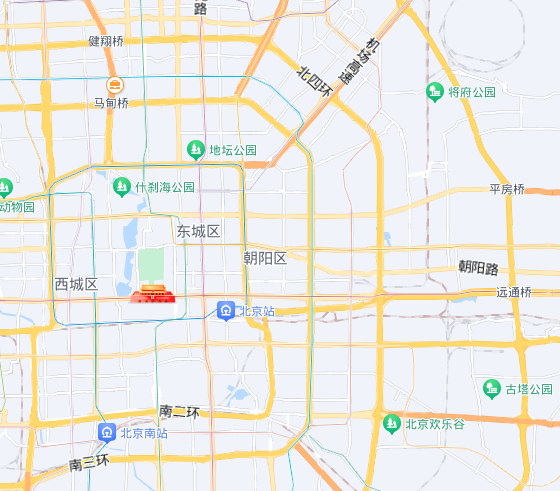 路
健翔桥
机场高速
北四环
马甸桥
将府公园
地坛公园
什刹海公园
动物园
平房桥
东城区
朝阳区
朝阳路
西城区
远通桥
北京站
古塔公园
南二环
北京欢乐谷
北京南站
南三环